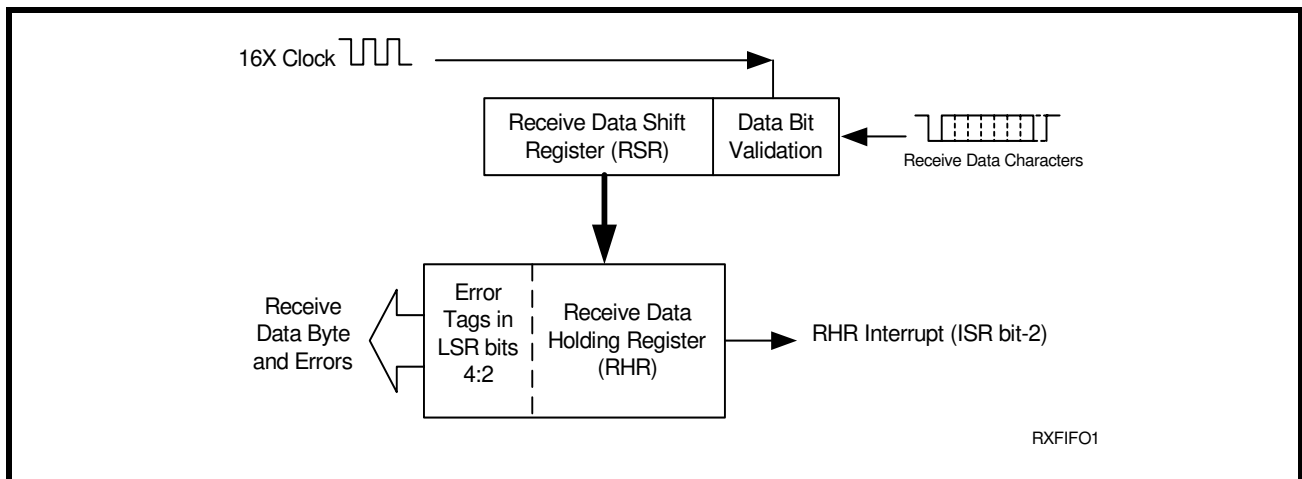 16X Clock
Receive Data Shift
Register (RSR)
Data Bit
Validation
Receive Data Characters
Receive
Data Byte
and Errors
Error
Tags in
LSR bits
4:2
Receive Data
Holding Register
(RHR)
RHR Interrupt (ISR bit-2)
RXFIFO1